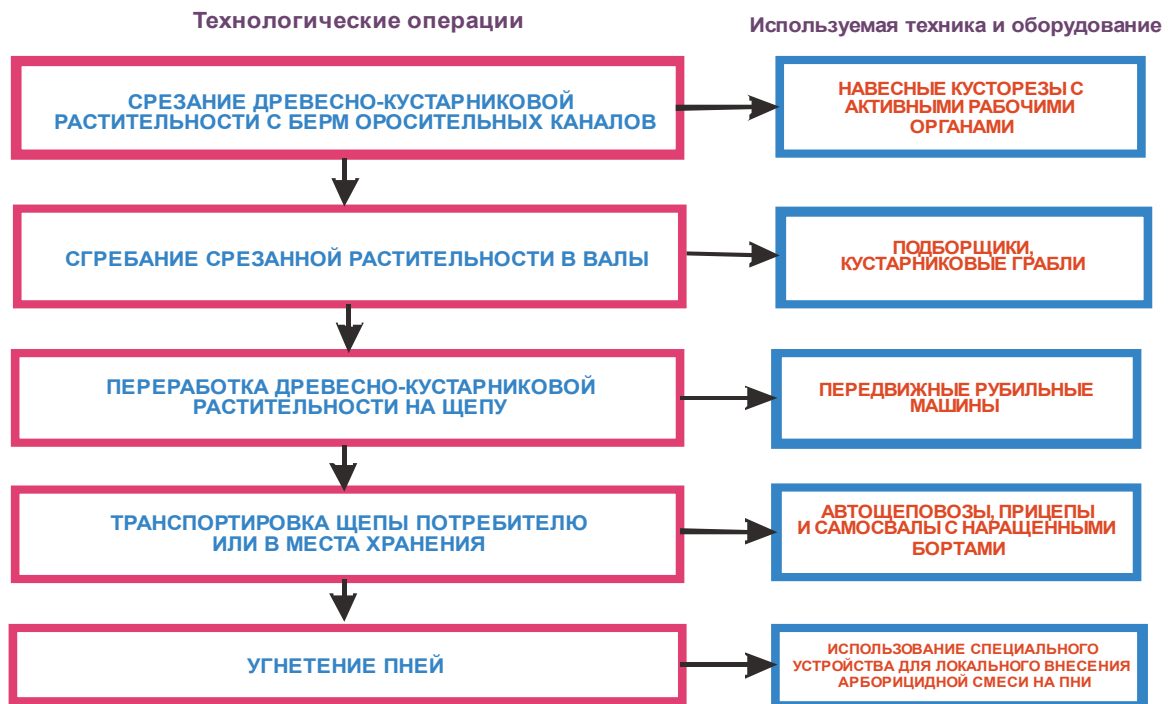 Технологические операции
Используемая техника и оборудование
СРЕЗАНИЕ ДРЕВЕСНО-КУСТАРНИКОВОЙ
РАСТИТЕЛЬНОСТИ С БЕРМ ОРОСИТЕЛЬНЫХ КАНАЛОВ
НАВЕСНЫЕ КУСТОРЕЗЫ С
АКТИВНЫМИ РАБОЧИМИ
ОРГАНАМИ
СГРЕБАНИЕ СРЕЗАННОЙ РАСТИТЕЛЬНОСТИ В ВАЛЫ
ПОДБОРЩИКИ,
КУСТАРНИКОВЫЕ ГРАБЛИ
ПЕРЕРАБОТКА ДРЕВЕСНО-КУСТАРНИКОВОЙ
РАСТИТЕЛЬНОСТИ НА ЩЕПУ
ПЕРЕДВИЖНЫЕ РУБИЛЬНЫЕ
МАШИНЫ
ТРАНСПОРТИРОВКА ЩЕПЫ ПОТРЕБИТЕЛЮ
ИЛИ В МЕСТА ХРАНЕНИЯ
АВТОЩЕПОВОЗЫ, ПРИЦЕПЫ
И САМОСВАЛЫ С НАРАЩЕННЫМИ
БОРТАМИ
УГНЕТЕНИЕ ПНЕЙ
ИСПОЛЬЗОВАНИЕ СПЕЦИАЛЬНОГО
УСТРОЙСТВА ДЛЯ ЛОКАЛЬНОГО ВНЕСЕНИЯ
АРБОРИЦИДНОЙ СМЕСИ НА ПНИ